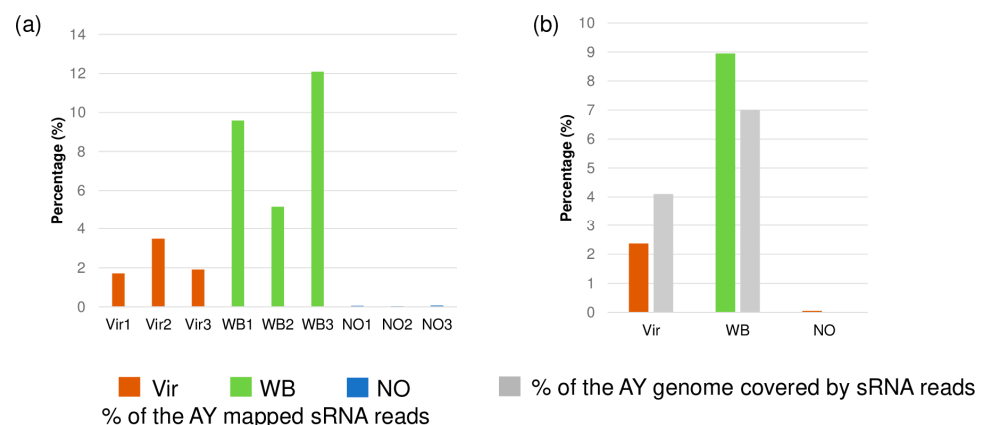 (a)
14
12
10
8
6
4
2
0
Percentage (%)
Vir1 Vir2 Vir3 WB1 WB2 WB3 NO1 NO2 NO3
Vir WB NO
% of the AY mapped sRNA reads
(b)
10
9
8
7
6
5
4
3
2
1
0
Percentage (%)
Vir WB NO
% of the AY genome covered by sRNA reads